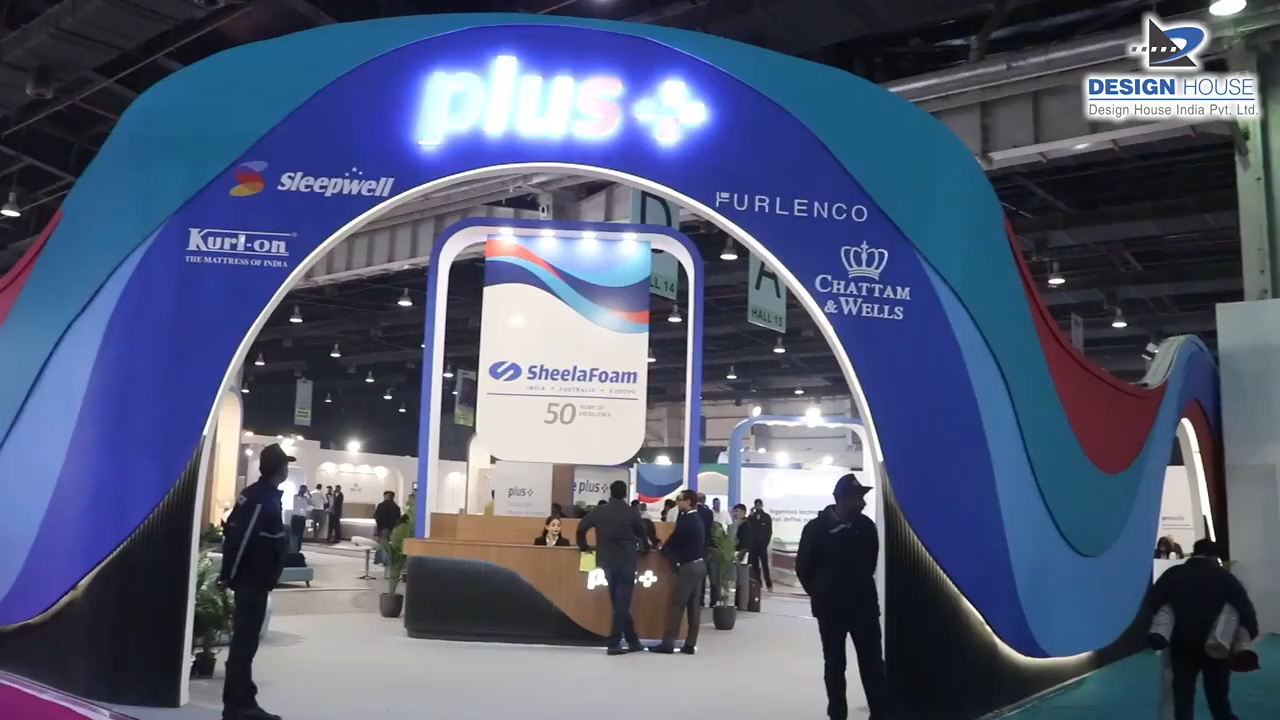 DESIGN HOUSE
Design House India Pvt. Ltd.
plus+
Sleepwell
FURLENCO
Kurl-on
THE MATTRESS OF INDIA
CHATTAM
& WELLS
D
HALL 14
A
HALL 15
SheelaFoam
INDIA • AUSTRALIA • EUROPE
50 YEARS OF
EXCELLENCE
plus+
plus+
plus+